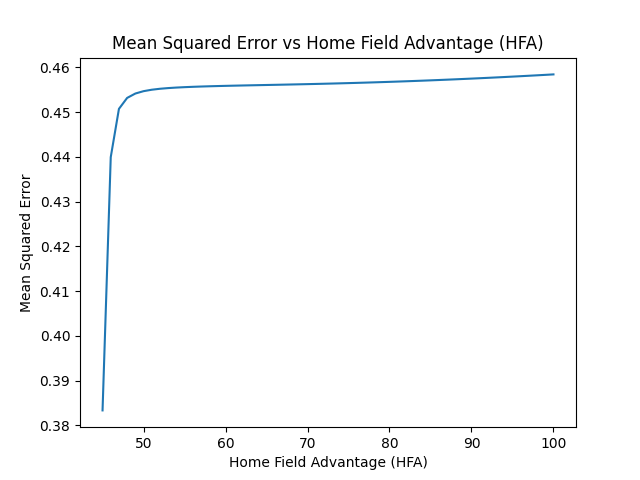 Mean Squared Error vs Home Field Advantage (HFA)
0.46
0.45
0.44
0.43
0.42
0.41
0.40
0.39
0.38
Mean Squared Error
50 60 70 80 90 100
Home Field Advantage (HFA)